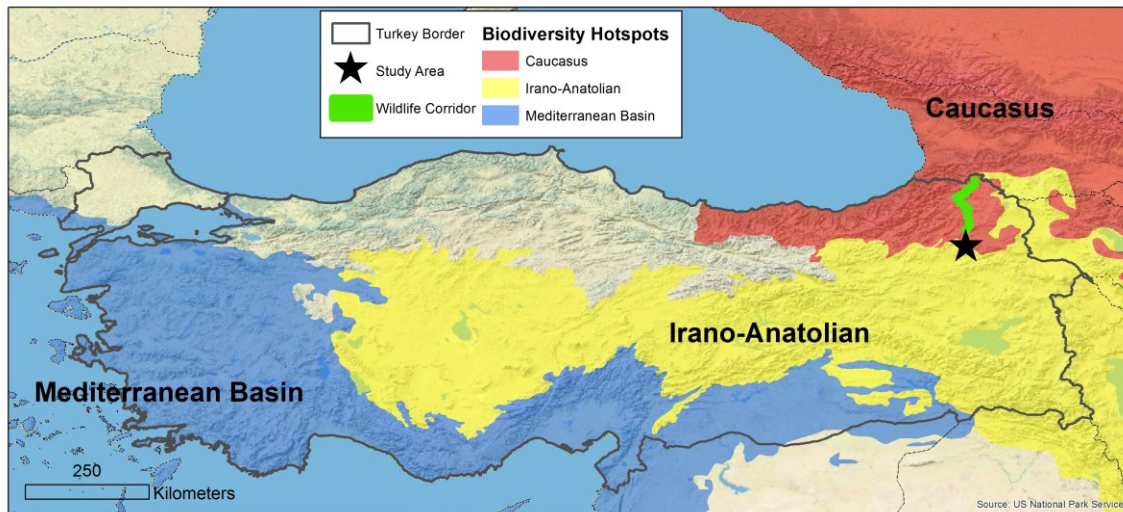 Turkey Border
Study Area
Wildlife Corridor
Biodiversity Hotspots
Caucasus
Irano-Anatolian
Mediterranean Basin
Caucasus
Irano-Anatolian
Mediterranean Basin
250
Kilometers
Source: US National Park Service